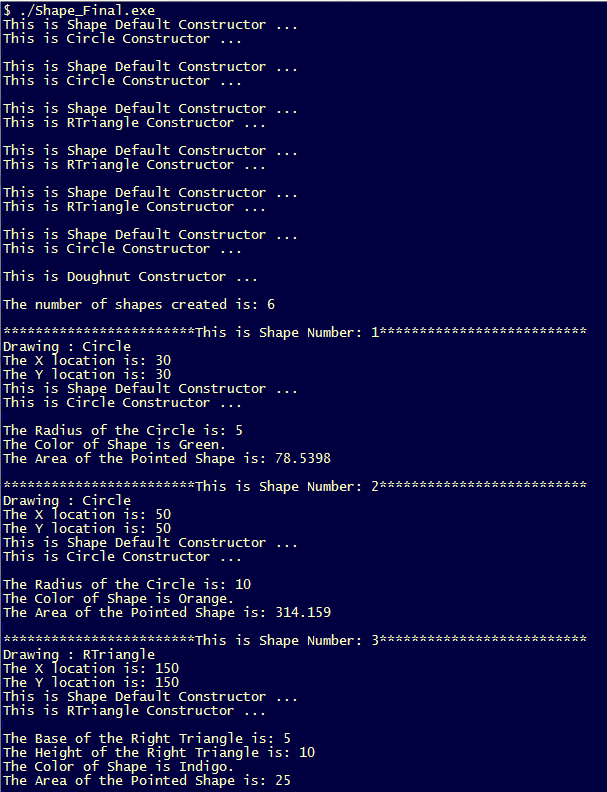 $ ./Shape_Final.exe
This is Shape Default Constructor ...
This is Circle Constructor ...
This is Shape Default Constructor ...
This is Circle Constructor ...
This is Shape Default Constructor ...
This is RTriangle Constructor ...
This is Shape Default Constructor ...
This is RTriangle Constructor ...
This is Shape Default Constructor ...
This is RTriangle Constructor ...
This is Shape Default Constructor ...
This is Circle Constructor ...
This is Doughnut Constructor ...
The number of shapes created is: 6
************************This is Shape Number: 1**************************
Drawing : Circle
The X location is: 30
The Y location is: 30
This is Shape Default Constructor ...
This is Circle Constructor ...
The Radius of the Circle is: 5
The Color of Shape is Green.
The Area of the Pointed Shape is: 78.5398
************************This is Shape Number: 2**************************
Drawing : Circle
The X location is: 50
The Y location is: 50
This is Shape Default Constructor ...
This is Circle Constructor ...
The Radius of the Circle is: 10
The Color of Shape is Orange.
The Area of the Pointed Shape is: 314.159
************************This is Shape Number: 3**************************
Drawing : RTriangle
The X location is: 150
The Y location is: 150
This is Shape Default Constructor ...
This is RTriangle Constructor ...
The Base of the Right Triangle is: 5
The Height of the Right Triangle is: 10
The Color of Shape is Indigo.
The Area of the Pointed Shape is: 25